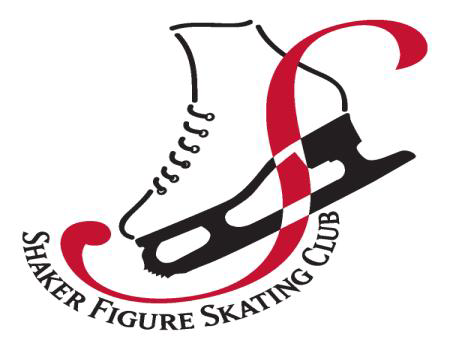 SHAKER FIGURE SKATING CLUB